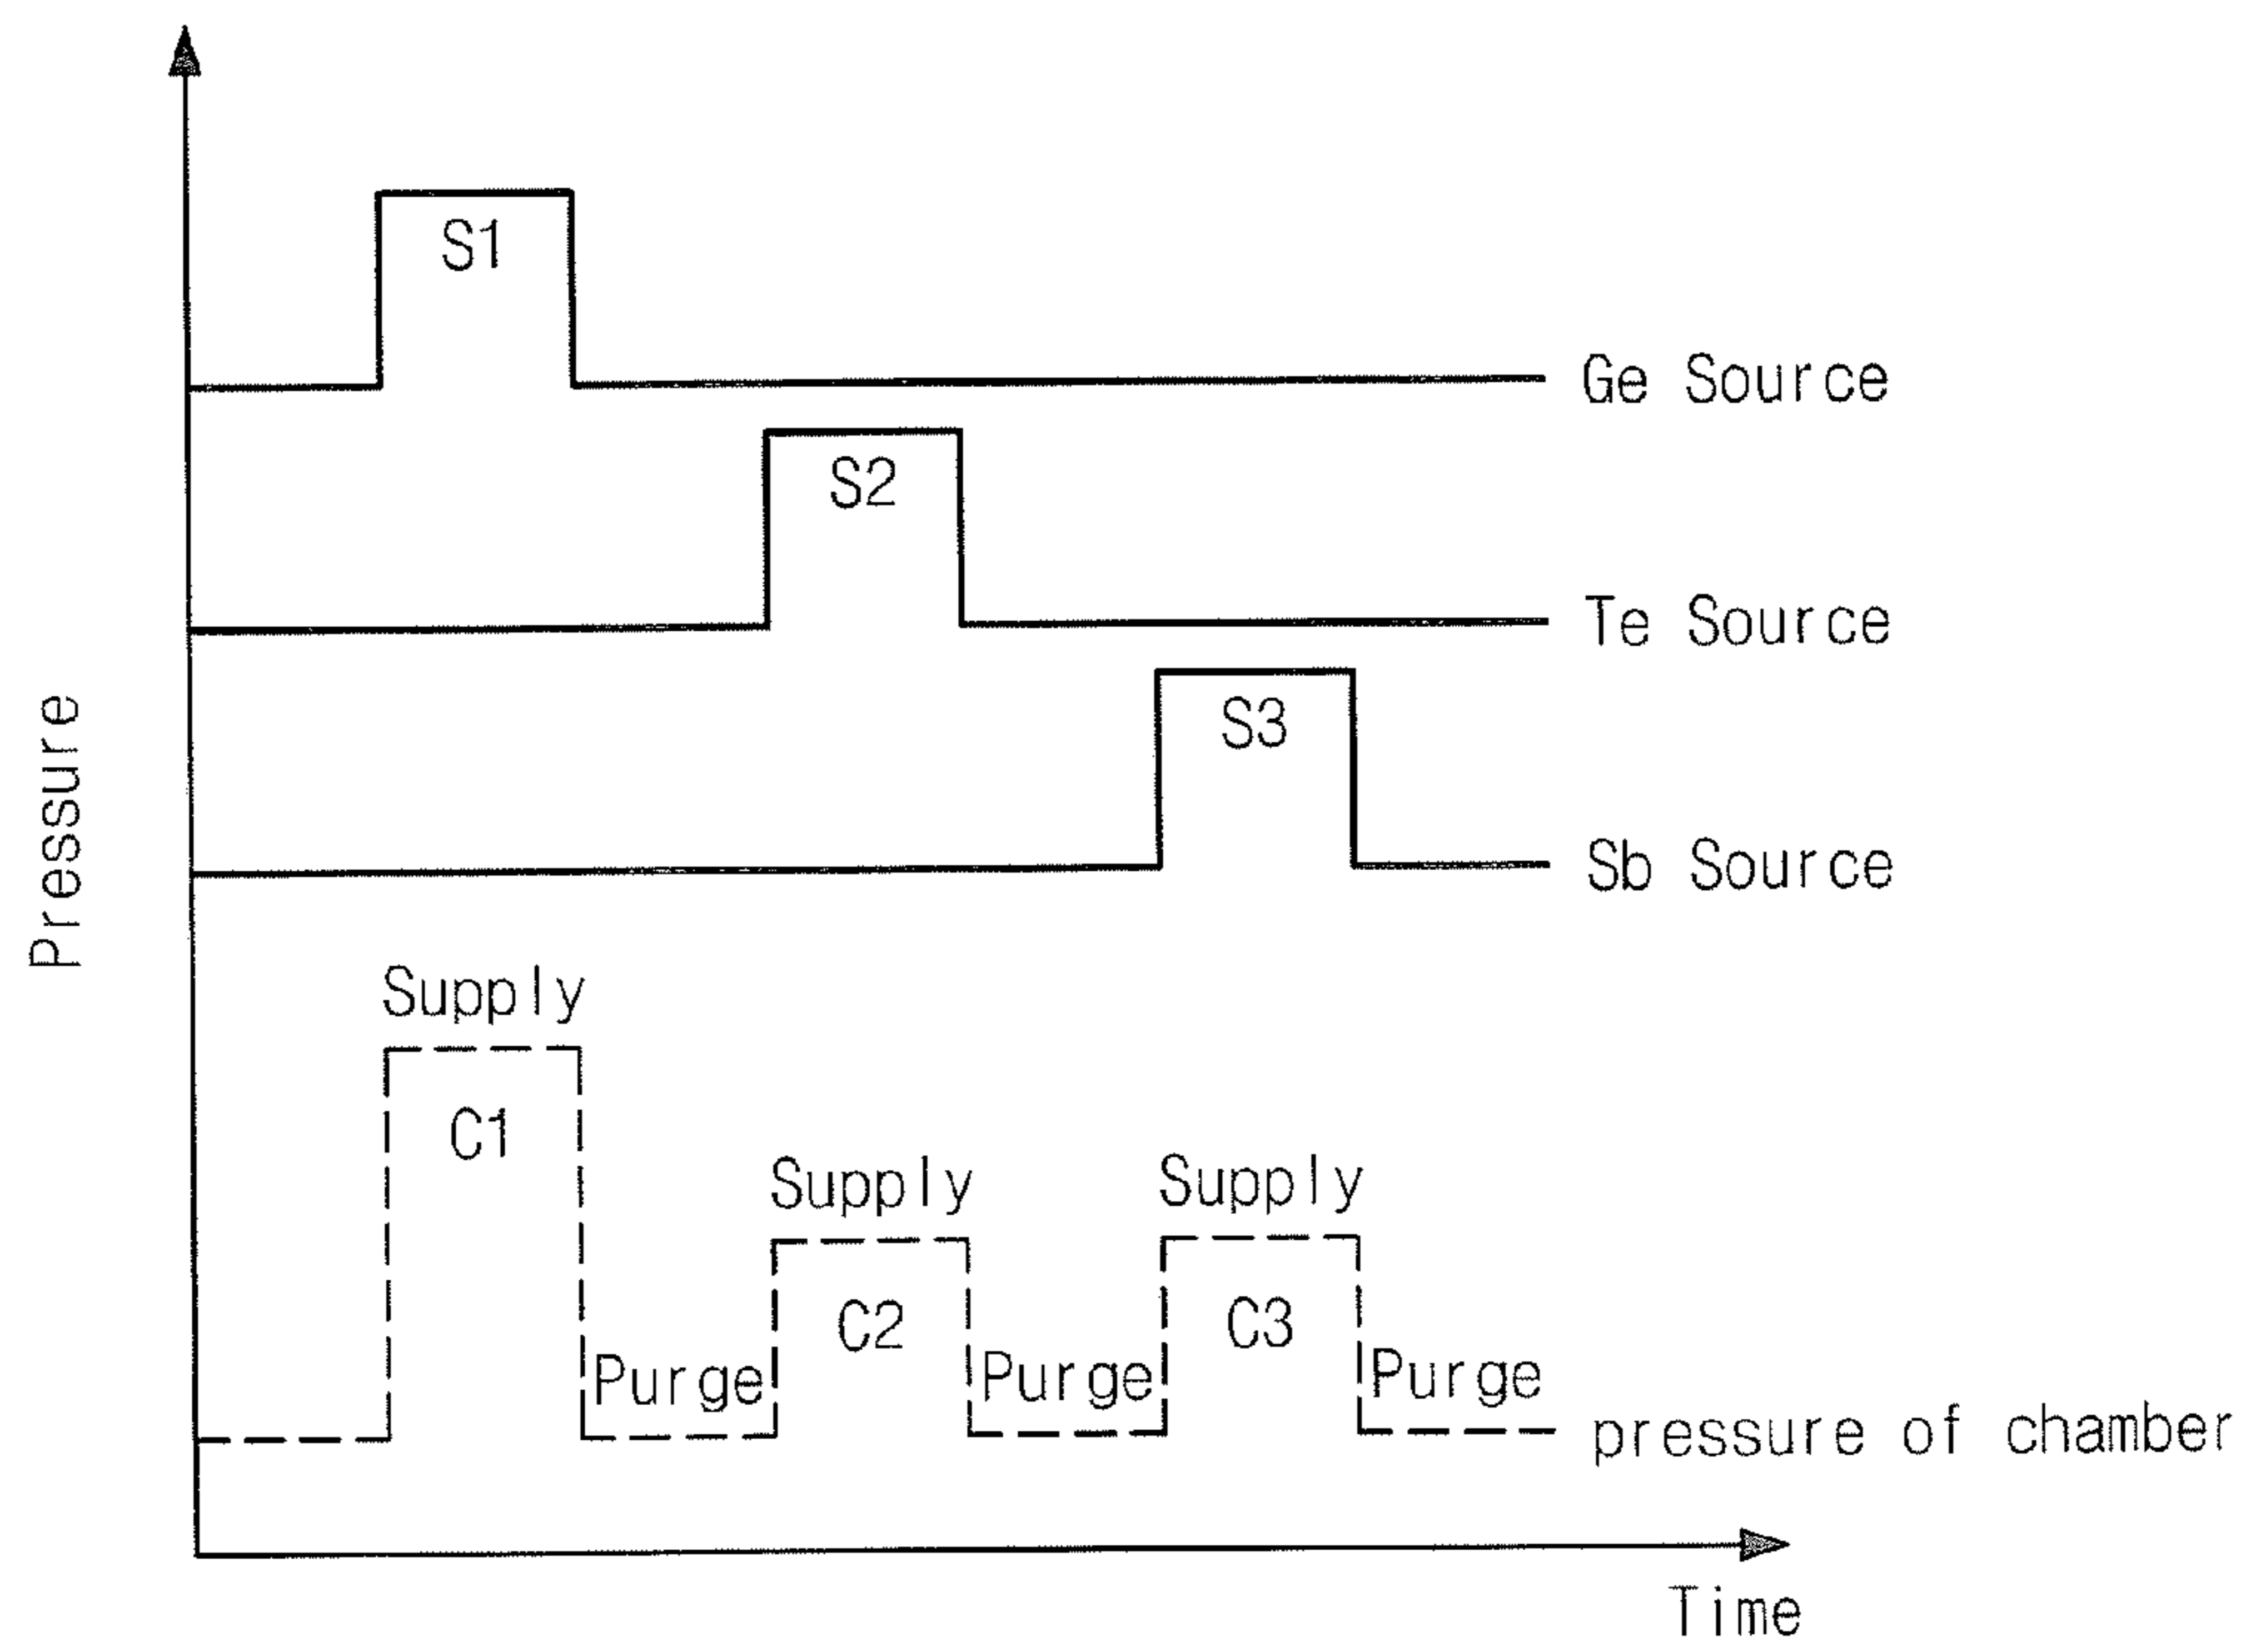 S1
Ge Source
S2
Te Source
S3
Sb Source
Pressure
Supply
C1
Supply
Supply
C2
C3
Purge
Purge
Purge
pressure of chamber
Time